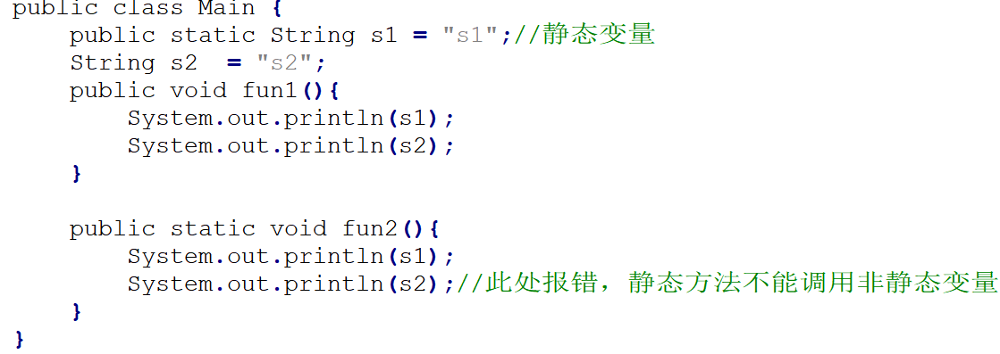 public class Main {
    public static String s1 = "s1";//静态变量
    String s2  = "s2";
    public void fun1(){
        System.out.println(s1);
        System.out.println(s2);
    }
    public static void fun2(){
        System.out.println(s1);
        System.out.println(s2);//此处报错，静态方法不能调用非静态变量
    }
}